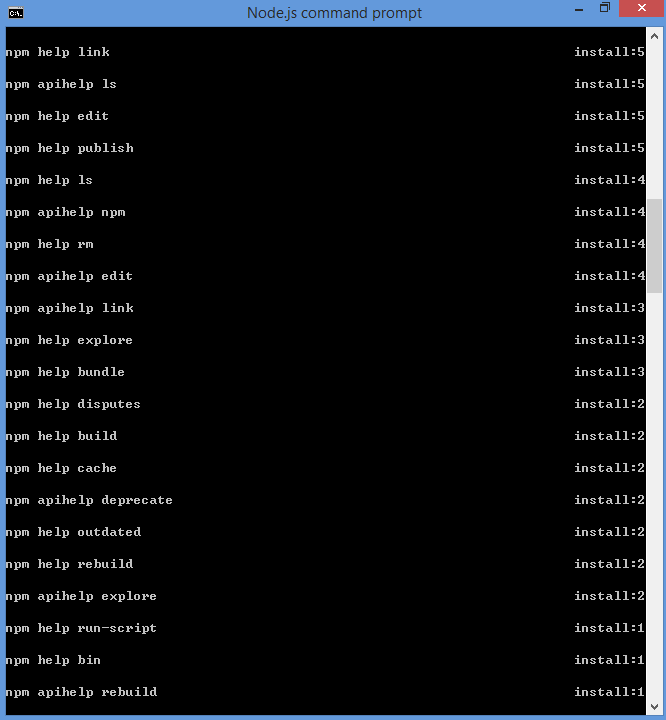 Node.js command prompt
npm help link install:5
npm apihelp ls install:5
npm help edit install:5
npm help publish install:5
npm help ls install:4
npm apihelp npm install:4
npm help rm install:4
npm apihelp edit install:4
npm apihelp link install:3
npm help explore install:3
npm help bundle install:3
npm help disputes install:2
npm help build install:2
npm help cache install:2
npm apihelp deprecate install:2
npm help outdated install:2
npm help rebuild install:2
npm apihelp explore install:2
npm help run-script install:1
npm help bin install:1
npm apihelp rebuild install:1